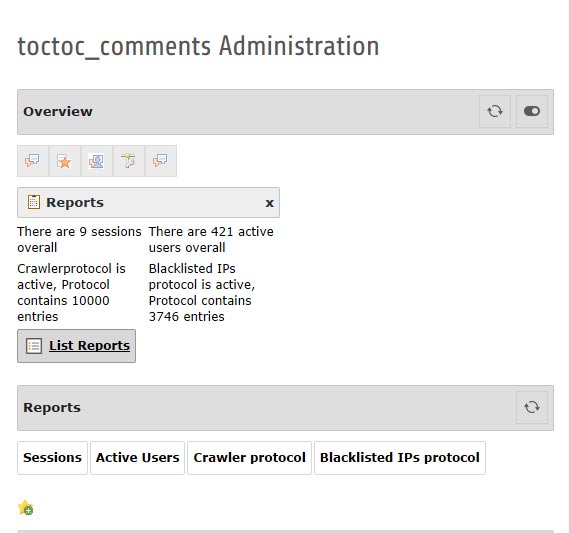 toctoc_comments Administration
Overview
Reports x
There are 9 sessions
overall
There are 421 active
users overall
Crawlerprotocol is
active, Protocol
contains 10000
entries
Blacklisted IPs
protocol is active,
Protocol contains
3746 entries
List Reports
Reports
Sessions Active Users Crawler protocol Blacklisted IPs protocol